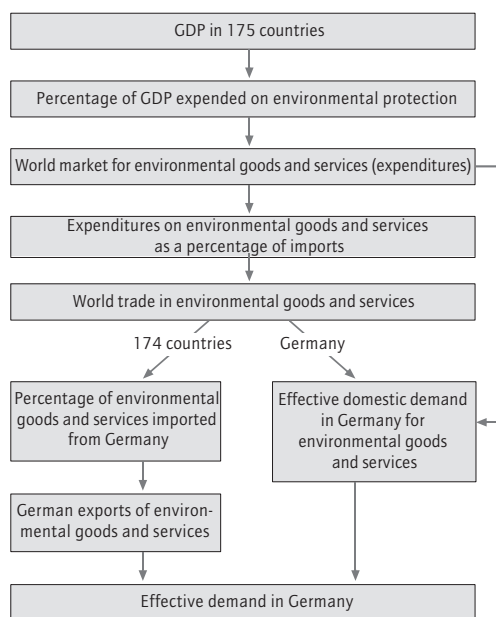 GDP in 175 countries
Percentage of GDP expended on environmental protection
World market for environmental goods and services (expenditures)
Expenditures on environmental goods and services
as a percentage of imports
World trade in environmental goods and services
174 countries
Germany
Percentage of environmental
goods and services imported
from Germany
Effective domestic demand
in Germany for
environmental goods
and services
German exports of environ-
mental goods and services
Effective demand in Germany